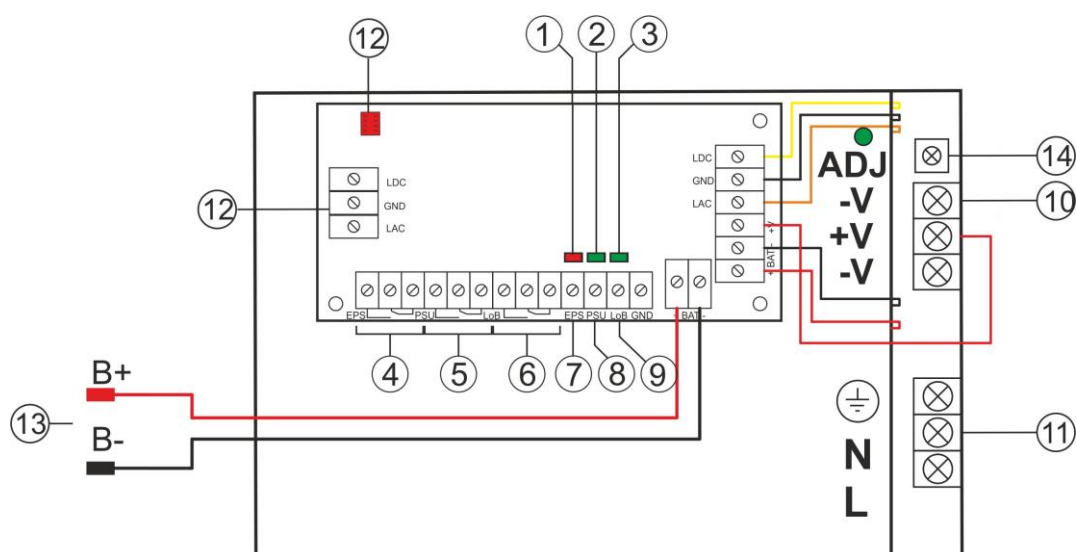 12 1 2 3
LDC
GND
LAC
12
LDC
GND
LAC
+V
- BAT +
ADJ
-V
+V
-V
14
10
EPS PSU LoB EPS PSU LoB GND + BAT -
4 5 6 7 8 9
B+
B-
13
N
L
11